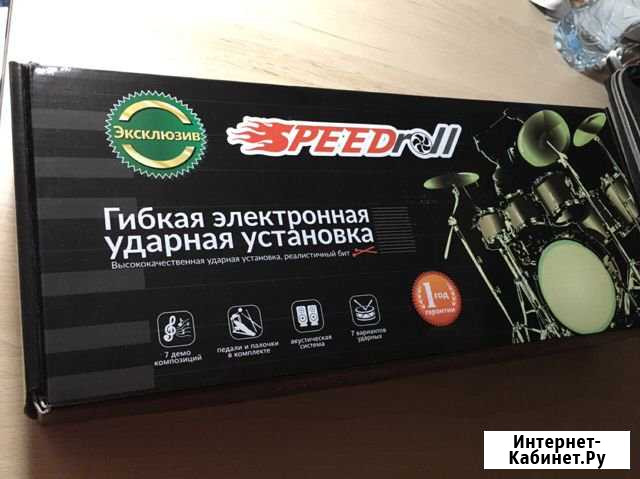 Эксклюзив
SPEEDroll
Гибкая электронная
ударная установка
Высококачественная ударная установка, реалистичный бит
1 год
гарантии
7 демо
композиций
педали и палочки
в комплекте
акустическая
система
7 вариантов
ударных
Интернет-
Кабинет.Ру